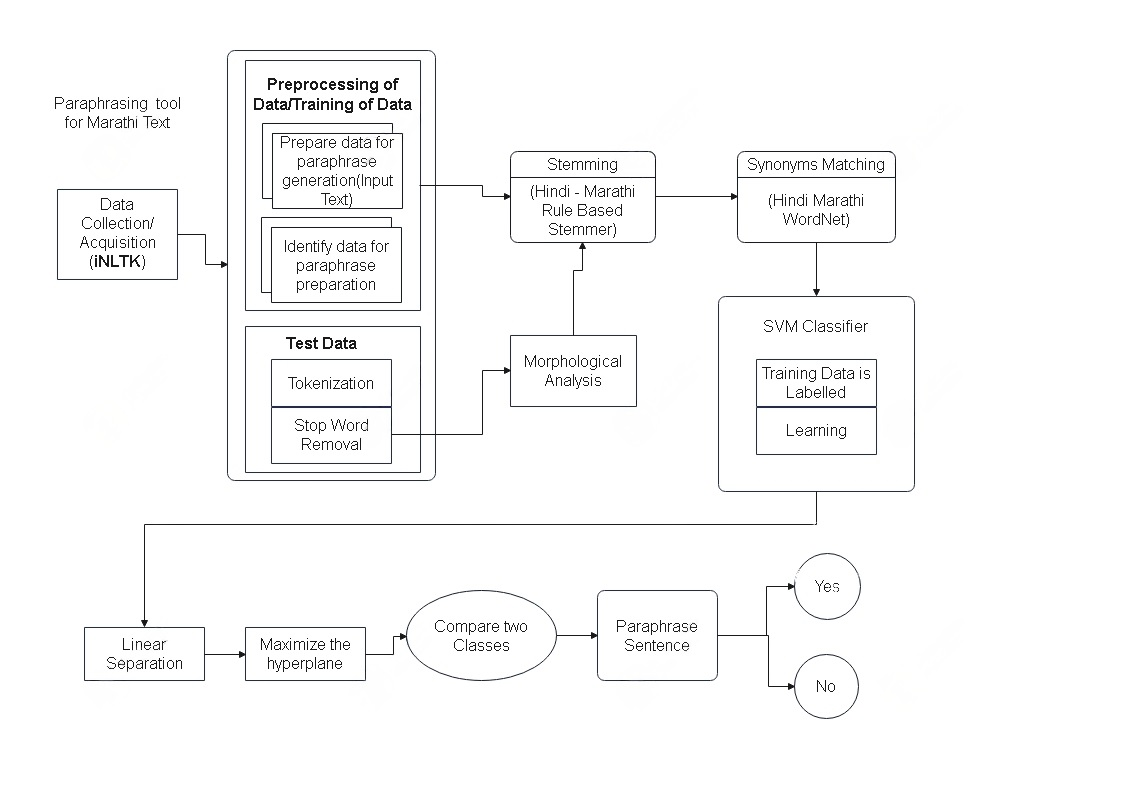 Paraphrasing tool
for Marathi Text
Data
Collection/
Acquisition
(iNLTK)
Preprocessing of
Data/Training of Data
Prepare data for
paraphrase
generation(Input
Text)
Identify data for
paraphrase
preparation
Test Data
Tokenization
Stop Word
Removal
Stemming
(Hindi - Marathi
Rule Based
Stemmer)
Morphological
Analysis
Synonyms Matching
(Hindi Marathi
WordNet)
SVM Classifier
Training Data is
Labelled
Learning
Linear
Separation
Maximize the
hyperplane
Compare two
Classes
Paraphrase
Sentence
Yes
No